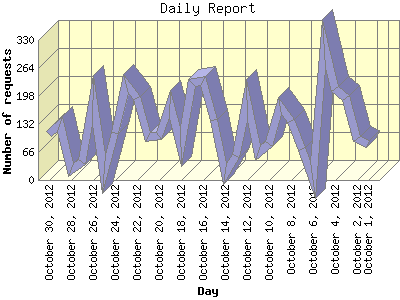 Daily Report
Number of requests
330
264
198
132
66
0
October 30, 2012
October 28, 2012
October 26, 2012
October 24, 2012
October 22, 2012
October 20, 2012
October 18, 2012
October 16, 2012
October 14, 2012
October 12, 2012
October 10, 2012
October 8, 2012
October 6, 2012
October 4, 2012
October 2, 2012
October 1, 2012
Day